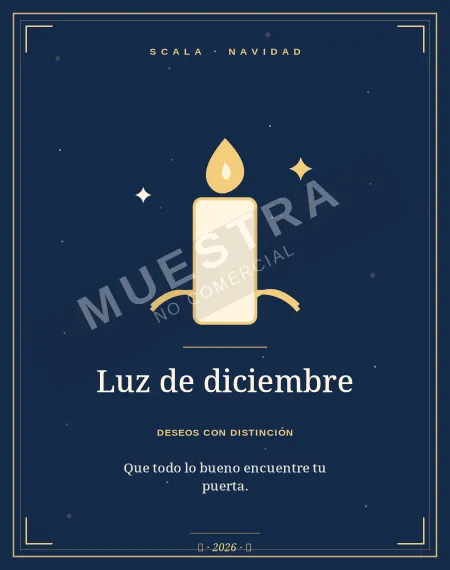 SCALA · NAVIDAD
MUESTRA
NO COMERCIAL
Luz de diciembre
DESEOS CON DISTINCIÓN
Que todo lo bueno encuentre tu
puerta.
· 2026 ·